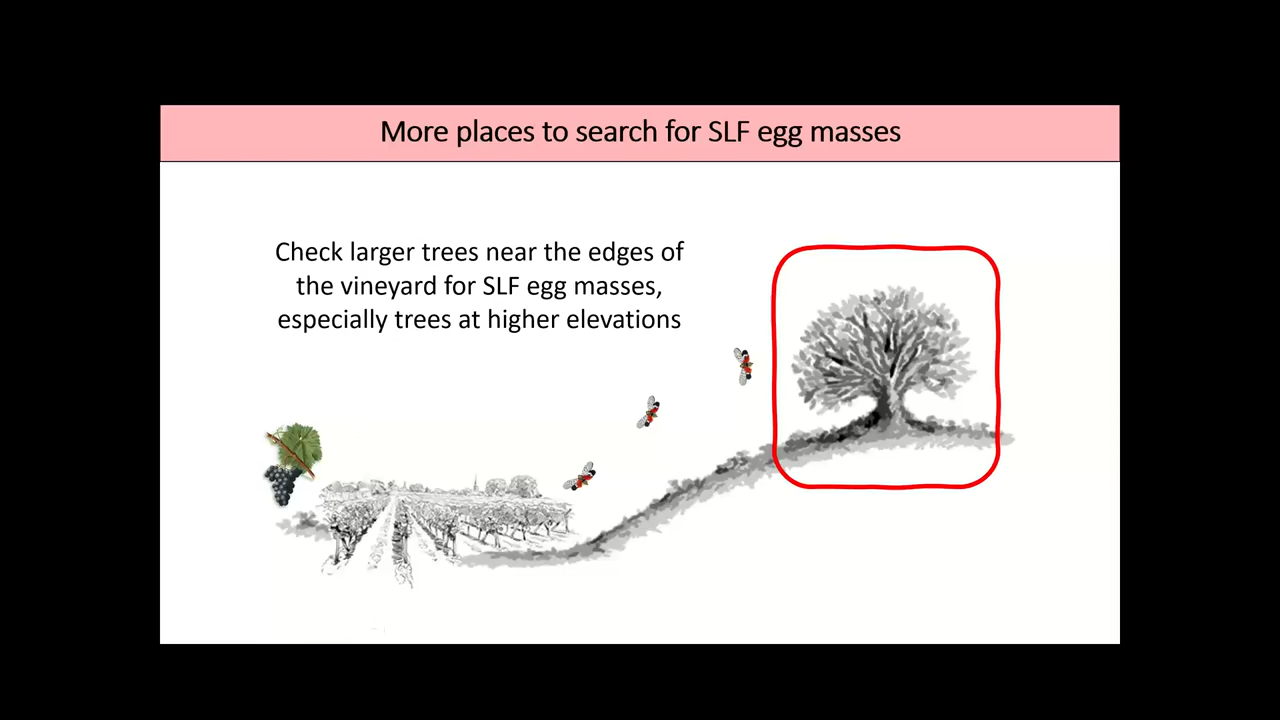 More places to search for SLF egg masses
Check larger trees near the edges of
the vineyard for SLF egg masses,
especially trees at higher elevations